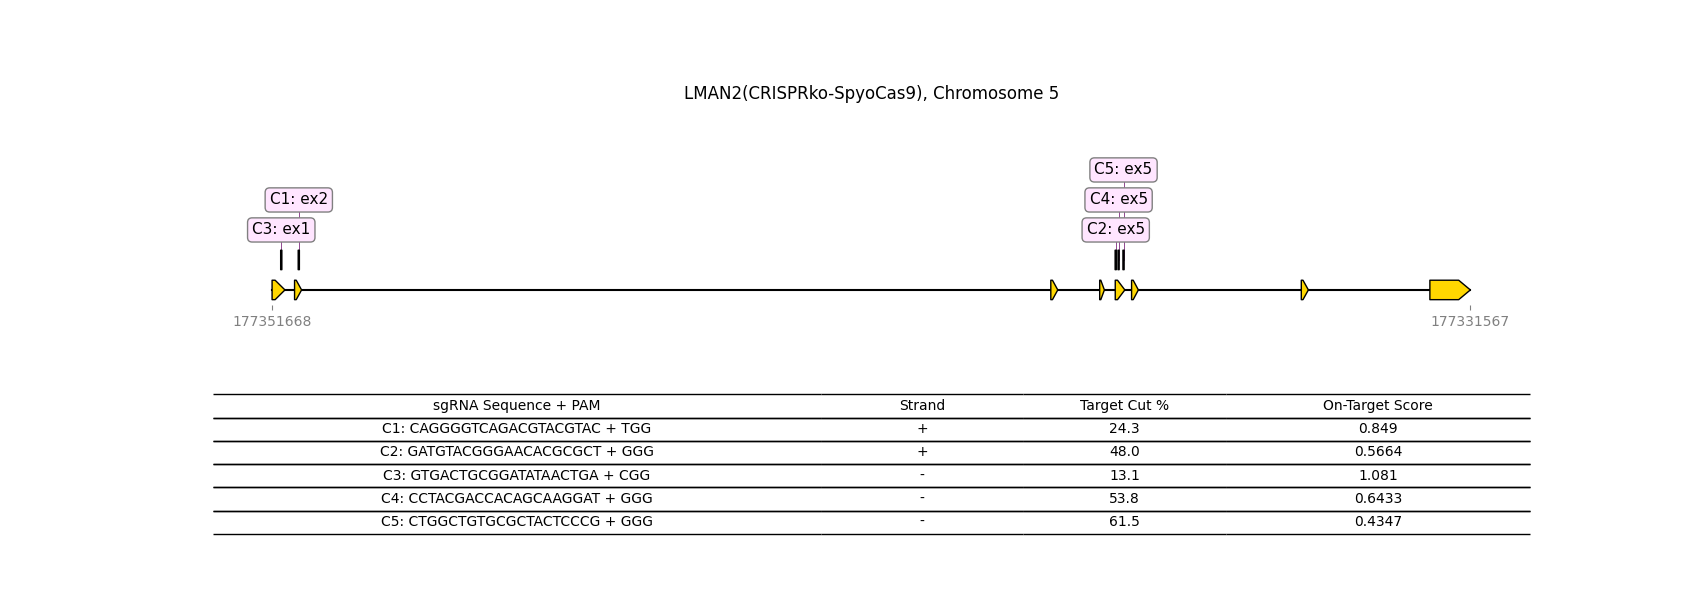 LMAN2(CRISPRko-SpyoCas9), Chromosome 5
C5: ex5
C1: ex2
C4: ex5
C3: ex1
C2: ex5
177351668
177331567
sgRNA Sequence + PAM Strand Target Cut % On-Target Score
C1: CAGGGGTCAGACGTACGTAC + TGG + 24.3 0.849
C2: GATGTACGGGAACACGCGCT + GGG + 48.0 0.5664
C3: GTGACTGCGGATATAACTGA + CGG - 13.1 1.081
C4: CCTACGACCACAGCAAGGAT + GGG - 53.8 0.6433
C5: CTGGCTGTGCGCTACTCCCG + GGG - 61.5 0.4347